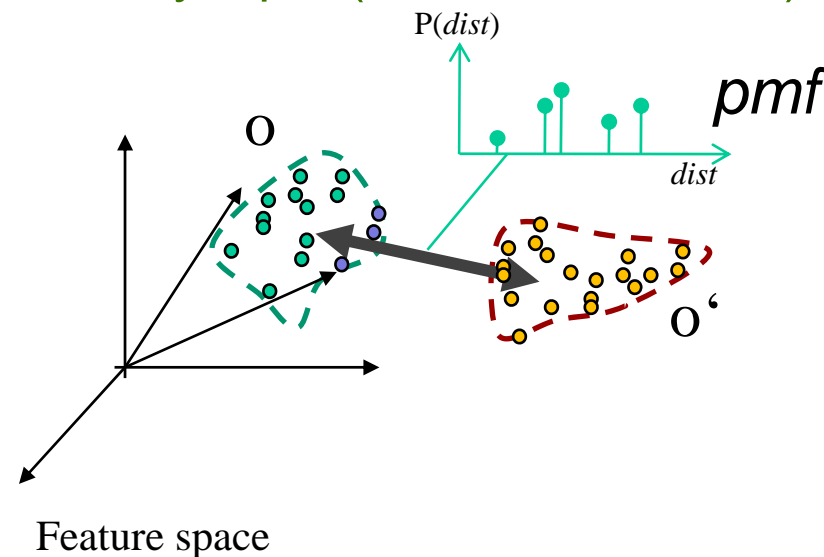 P(dist)
pmf
o
dist
o‘
Feature space